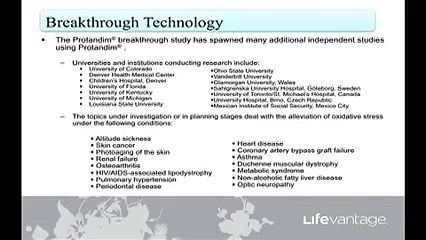 Breakthrough Technology
• The Protandim® breakthrough study has spawned many additional independent studies
using Protandim®.
– Universities and institutions conducting research include:
• University of Colorado
• Denver Health Medical Center
• Children's Hospital, Denver
• University of Florida
• University of Kentucky
• University of Michigan
• Louisiana State University
•Ohio State University
•Vanderbilt University
•Glamorgan University, Wales
•Sahlgrenska University Hospital, Göteborg, Sweden
•University of Toronto/St. Michael's Hospital, Canada
•University Hospital, Brno, Czech Republic
•Mexican Institute of Social Security, Mexico City
– The topics under investigation or in planning stages deal with the alleviation of oxidative stress
under the following conditions:
• Altitude sickness
• Skin cancer
• Photoaging of the skin
• Renal failure
• Osteoarthritis
• HIV/AIDS-associated lipodystrophy
• Pulmonary hypertension
• Periodontal disease
• Heart disease
• Coronary artery bypass graft failure
• Asthma
• Duchenne muscular dystrophy
• Metabolic syndrome
• Non-alcoholic fatty liver disease
• Optic neuropathy
Lifevantage